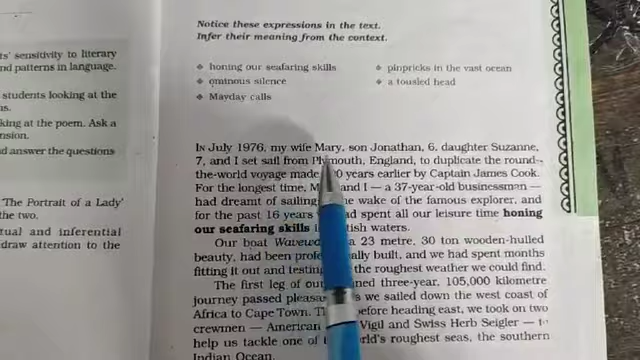 ts' sensitivity to literary
nd patterns in language.
students looking at the
ns.
king at the poem. Ask a
nsion.
d answer the questions
'The Portrait of a Lady'
the two.
tual and inferential
draw attention to the
Notice these expressions in the text.
Infer their meaning from the context.
❖ honing our seafaring skills
❖ ominous silence
❖ Mayday calls
❖ pinpricks in the vast ocean
❖ a tousled head
IN July 1976, my wife Mary, son Jonathan, 6, daughter Suzanne,
7, and I set sail from Plymouth, England, to duplicate the round-
the-world voyage made 0 years earlier by Captain James Cook.
For the longest time, M and I — a 37-year-old businessman —
had dreamt of sailing e wake of the famous explorer, and
for the past 16 years ad spent all our leisure time honing
our seafaring skills i tish waters.
Our boat Wavewa a 23 metre, 30 ton wooden-hulled
beauty, had been profe ally built, and we had spent months
fitting it out and testing the roughest weather we could find.
The first leg of our ned three-year, 105,000 kilometre
journey passed pleasa s we sailed down the west coast of
Africa to Cape Town. Th efore heading east, we took on two
crewmen — American Vigil and Swiss Herb Seigler — t
help us tackle one of t rld's roughest seas, the southern
Indian Ocean.